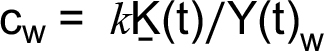 c_w = 𝑘K̲(t)/Y(t)_w